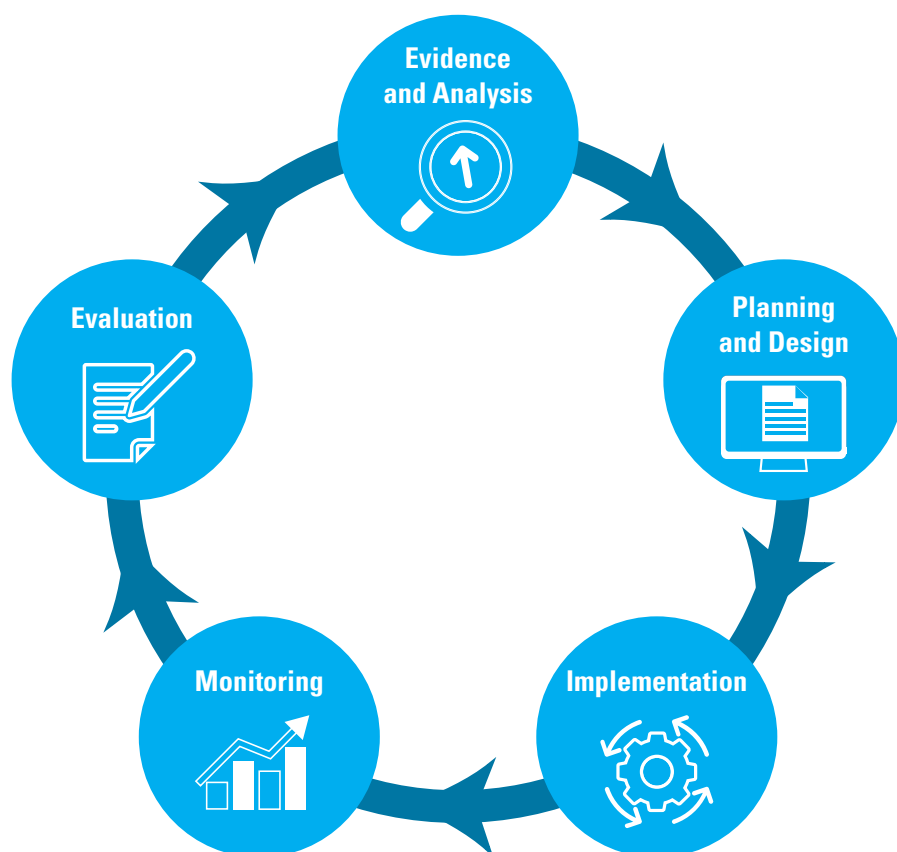 Evidence
and Analysis
Planning
and Design
Implementation
Monitoring
Evaluation